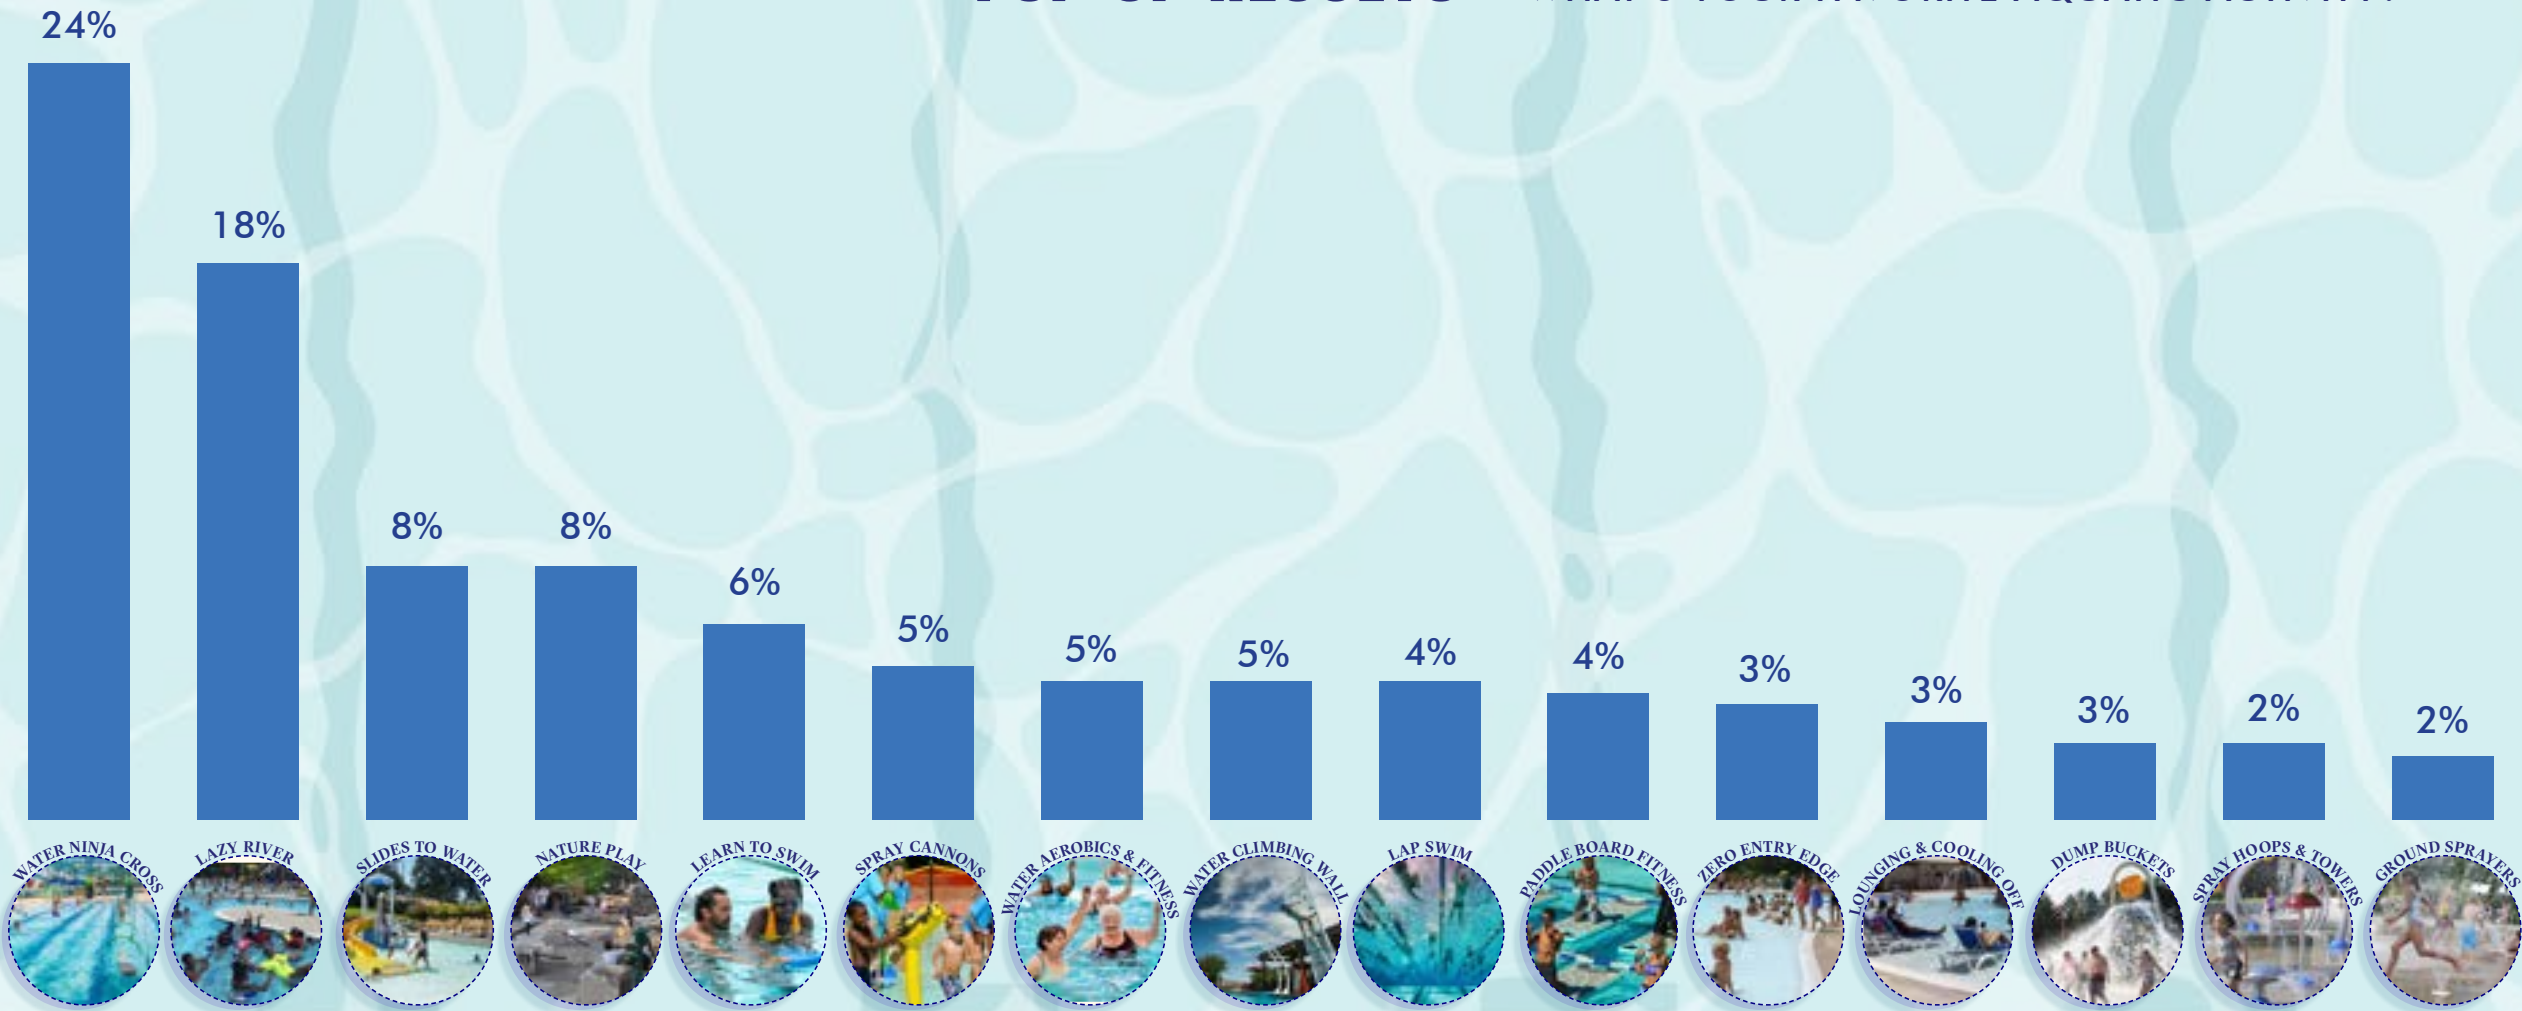 24%
18%
8%
8%
6%
5%
5%
5%
4%
4%
3%
3%
3%
2%
2%
WATER NINJA CROSS
LAZY RIVER
SLIDES TO WATER
NATURE PLAY
LEARN TO SWIM
SPRAY CANNONS
WATER AEROBICS & FITNESS
WATER CLIMBING WALL
LAP SWIM
PADDLE BOARD FITNESS
ZERO ENTRY EDGE
LOUNGING & COOLING OFF
DUMP BUCKETS
SPRAY HOOPS & TOWERS
GROUND SPRAYERS